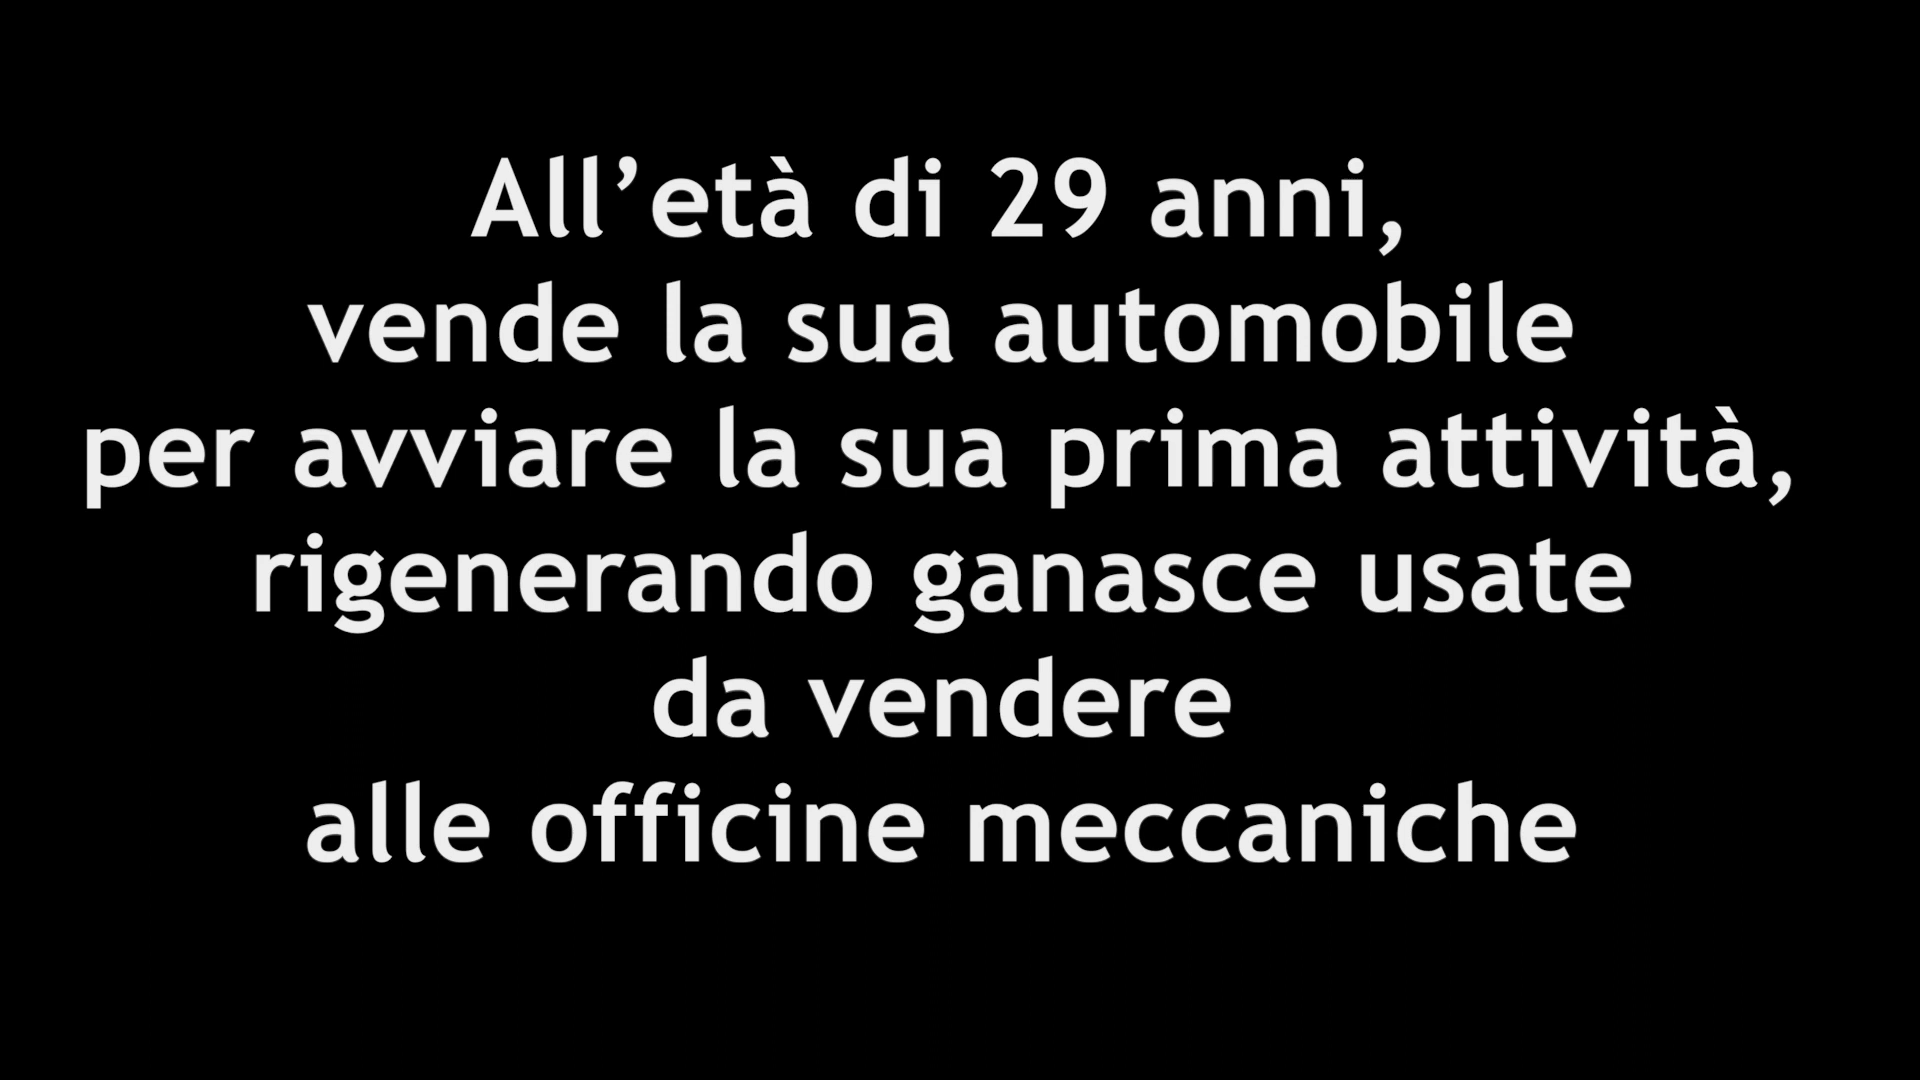 All’età di 29 anni,
vende la sua automobile
per avviare la sua prima attività,
rigenerando ganasce usate
da vendere
alle officine meccaniche